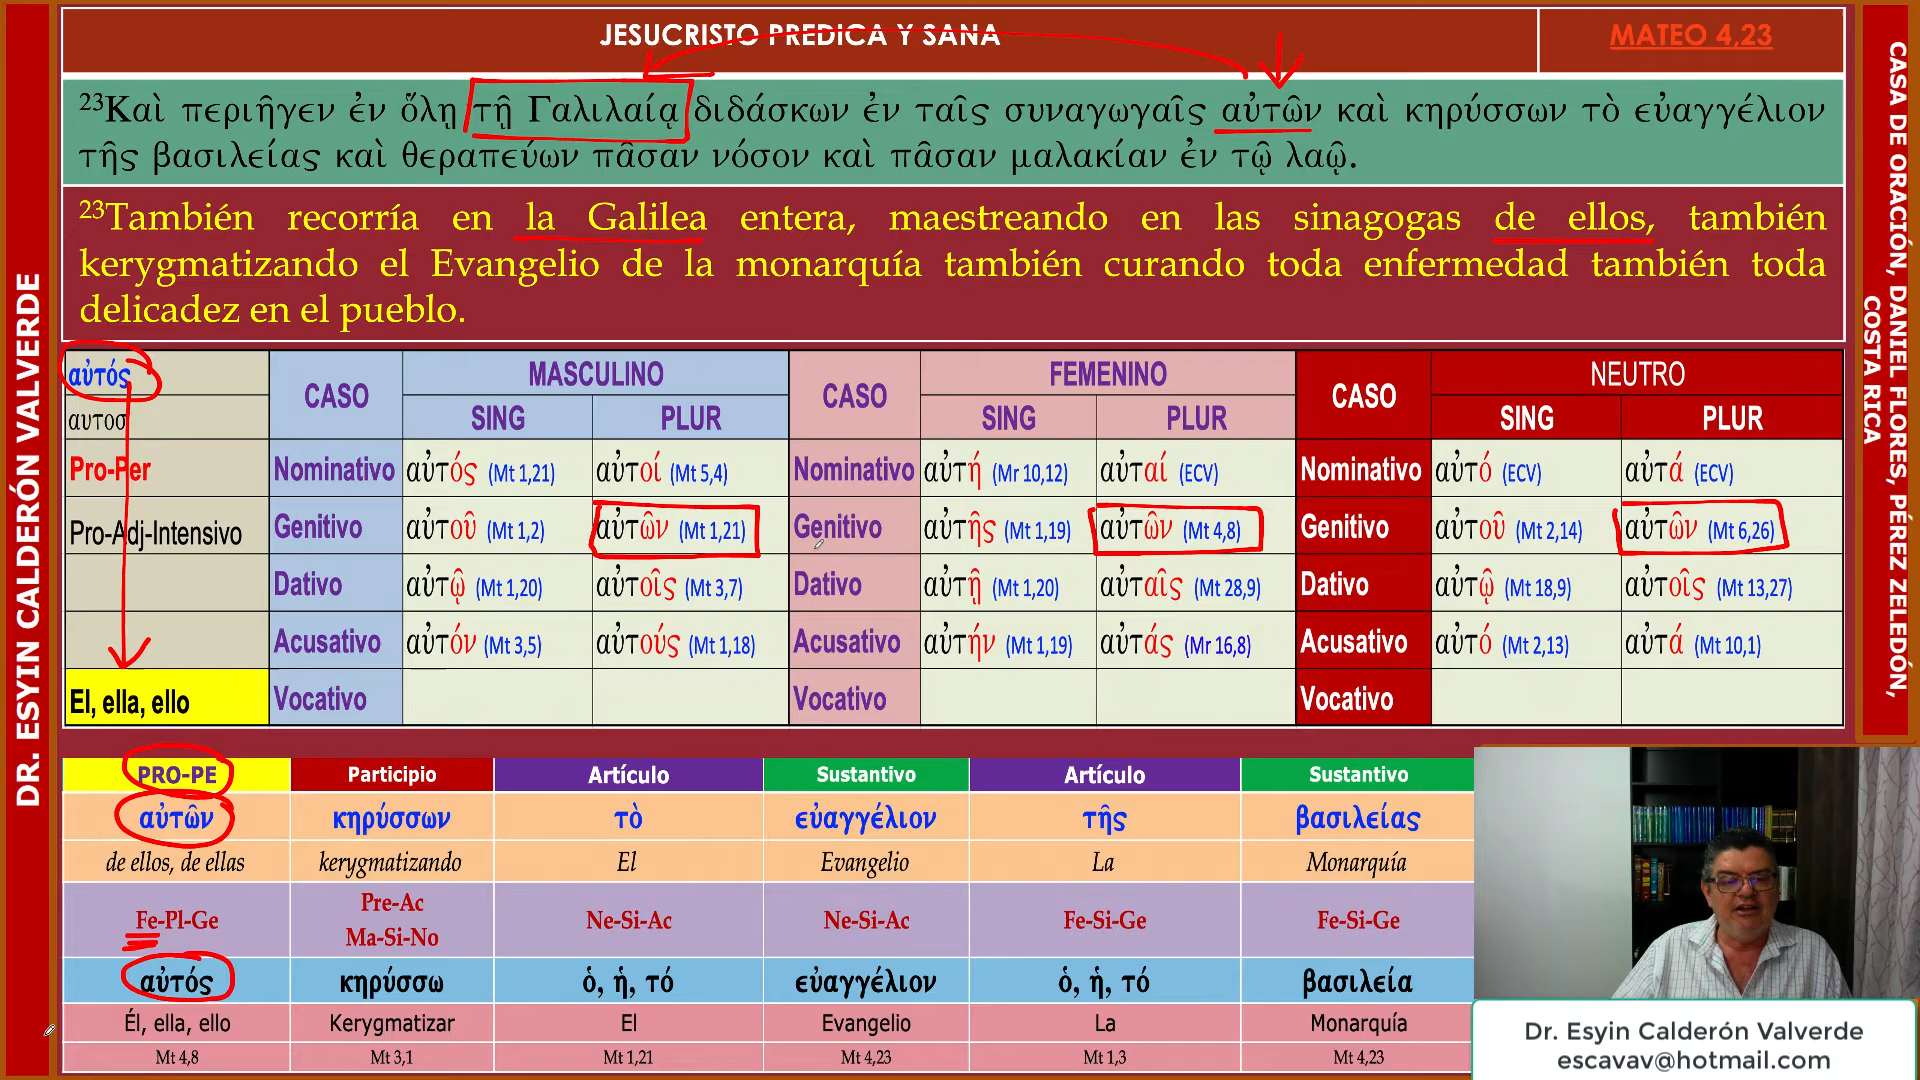 JESUCRISTO PREDICA Y SANA
MATEO 4,23
²³Καὶ περιῆγεν ἐν ὅλῃ τῇ Γαλιλαίᾳ διδάσκων ἐν ταῖς συναγωγαῖς αὐτῶν καὶ κηρύσσων τὸ εὐαγγέλιον
τῆς βασιλείας καὶ θεραπεύων πᾶσαν νόσον καὶ πᾶσαν μαλακίαν ἐν τῷ λαῷ.
²³También recorría en la Galilea entera, maestreando en las sinagogas de ellos, también
kerygmatizando el Evangelio de la monarquía también curando toda enfermedad también toda
delicadez en el pueblo.
αὐτός CASO MASCULINO CASO FEMENINO CASO NEUTRO
αυτοσ SING PLUR SING PLUR SING PLUR
Pro-Per Nominativo αὐτός (Mt 1,21) αὐτοί (Mt 5,4) Nominativo αὐτή (Mr 10,12) αὐταί (ECV) Nominativo αὐτό (ECV) αὐτά (ECV)
Pro-Adj-Intensivo Genitivo αὐτοῦ (Mt 1,2) αὐτῶν (Mt 1,21) Genitivo αὐτῆς (Mt 1,19) αὐτῶν (Mt 4,8) Genitivo αὐτοῦ (Mt 2,14) αὐτῶν (Mt 6,26)
Dativo αὐτῷ (Mt 1,20) αὐτοῖς (Mt 3,7) Dativo αὐτῇ (Mt 1,20) αὐταῖς (Mt 28,9) Dativo αὐτῷ (Mt 18,9) αὐτοῖς (Mt 13,27)
Acusativo αὐτόν (Mt 3,5) αὐτούς (Mt 1,18) Acusativo αὐτήν (Mt 1,19) αὐτάς (Mr 16,8) Acusativo αὐτό (Mt 2,13) αὐτά (Mt 10,1)
El, ella, ello Vocativo Vocativo Vocativo
PRO-PE Participio Artículo Sustantivo Artículo Sustantivo
αὐτῶν κηρύσσων τὸ εὐαγγέλιον τῆς βασιλείας
de ellos, de ellas kerygmatizando El Evangelio La Monarquía
Fe-Pl-Ge Pre-Ac Ma-Si-No Ne-Si-Ac Ne-Si-Ac Fe-Si-Ge Fe-Si-Ge
αὐτός κηρύσσω ὁ, ἡ, τό εὐαγγέλιον ὁ, ἡ, τό βασιλεία
Él, ella, ello Kerygmatizar El Evangelio La Monarquía
Mt 4,8 Mt 3,1 Mt 1,21 Mt 4,23 Mt 1,3 Mt 4,23
DR. ESYIN CALDERÓN VALVERDE
CASA DE ORACIÓN, DANIEL FLORES, PÉREZ ZELEDÓN,
COSTA RICA
Dr. Esyin Calderón Valverde
escavav@hotmail.com